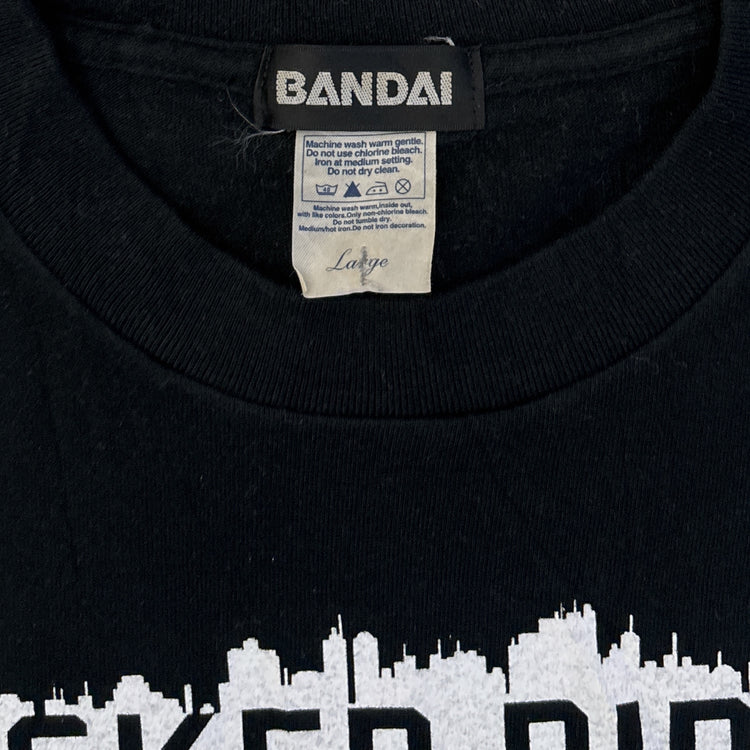 BANDAI
Machine wash warm gentle.
Do not use chlorine bleach.
Iron at medium setting.
Do not dry clean.
40
Machine wash warm,inside out,
with like colors.Only non-chlorine bleach.
Do not tumble dry.
Medium/hot iron.Do not iron decoration.
Large